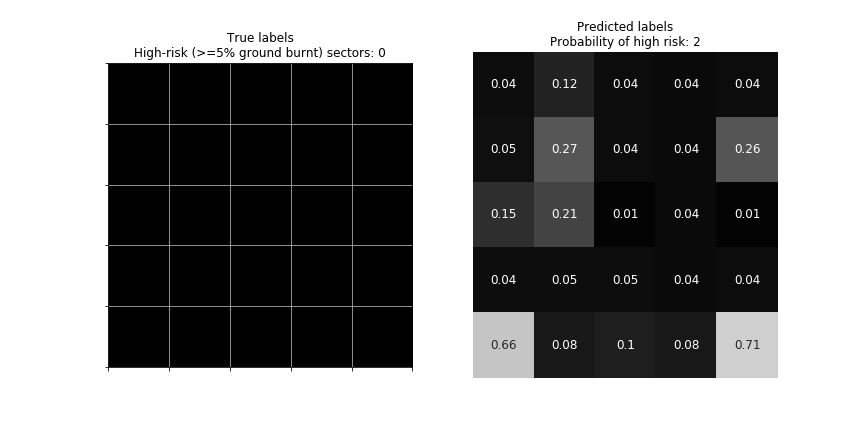 True labels
High-risk (>=5% ground burnt) sectors: 0
Predicted labels
Probability of high risk: 2
0.04 0.12 0.04 0.04 0.04
0.05 0.27 0.04 0.04 0.26
0.15 0.21 0.01 0.04 0.01
0.04 0.05 0.05 0.04 0.04
0.66 0.08 0.1 0.08 0.71